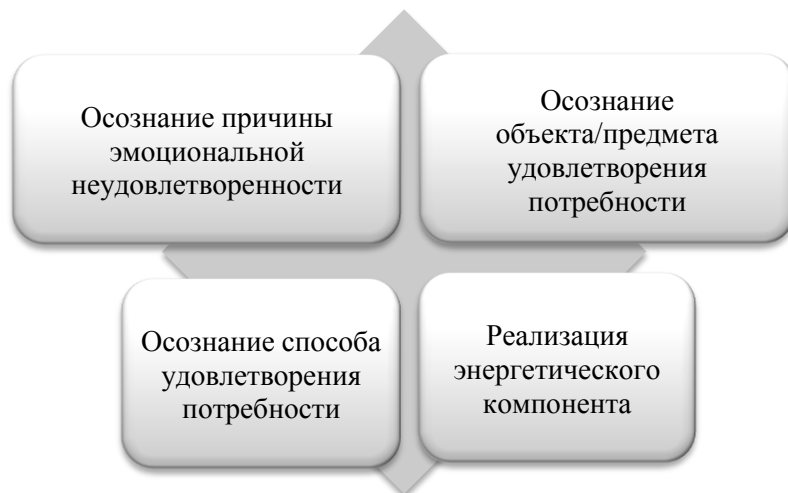 Осознание причины
эмоциональной
неудовлетворенности
Осознание
объекта/предмета
удовлетворения
потребности
Осознание способа
удовлетворения
потребности
Реализация
энергетического
компонента